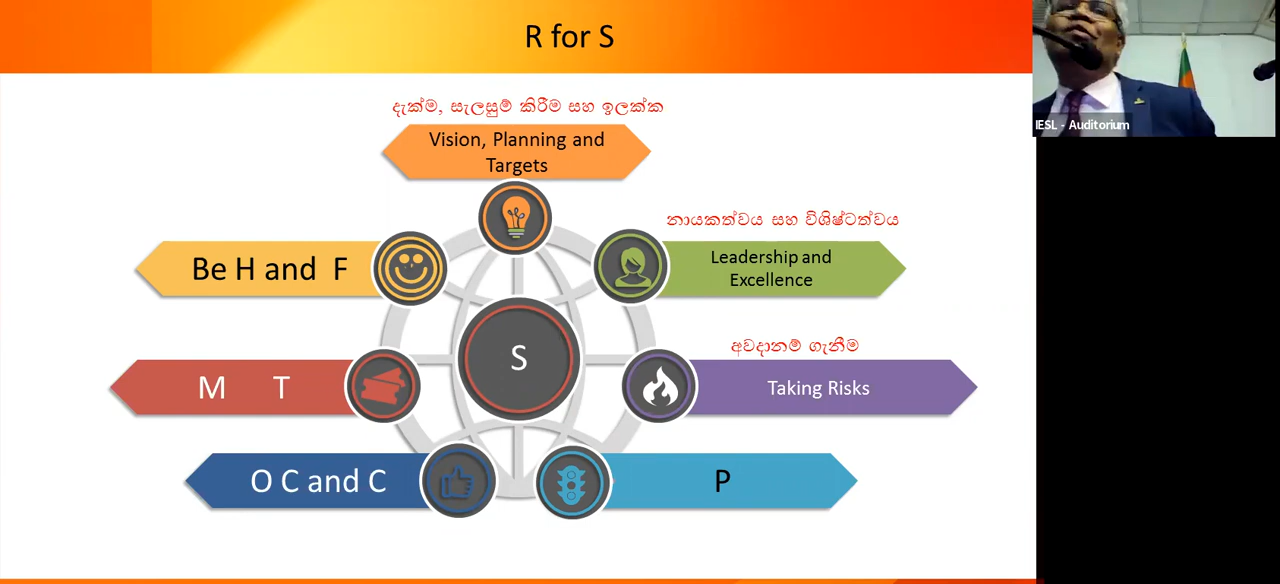 R for S
IESL - Auditorium
දැක්ම, සැලසුම් කිරීම සහ ඉලක්ක
Vision, Planning and
Targets
නායකත්වය සහ විශිෂ්ටත්වය
Leadership and
Excellence
Be H and F
S
අවදානම් ගැනීම
Taking Risks
M T
O C and C
P